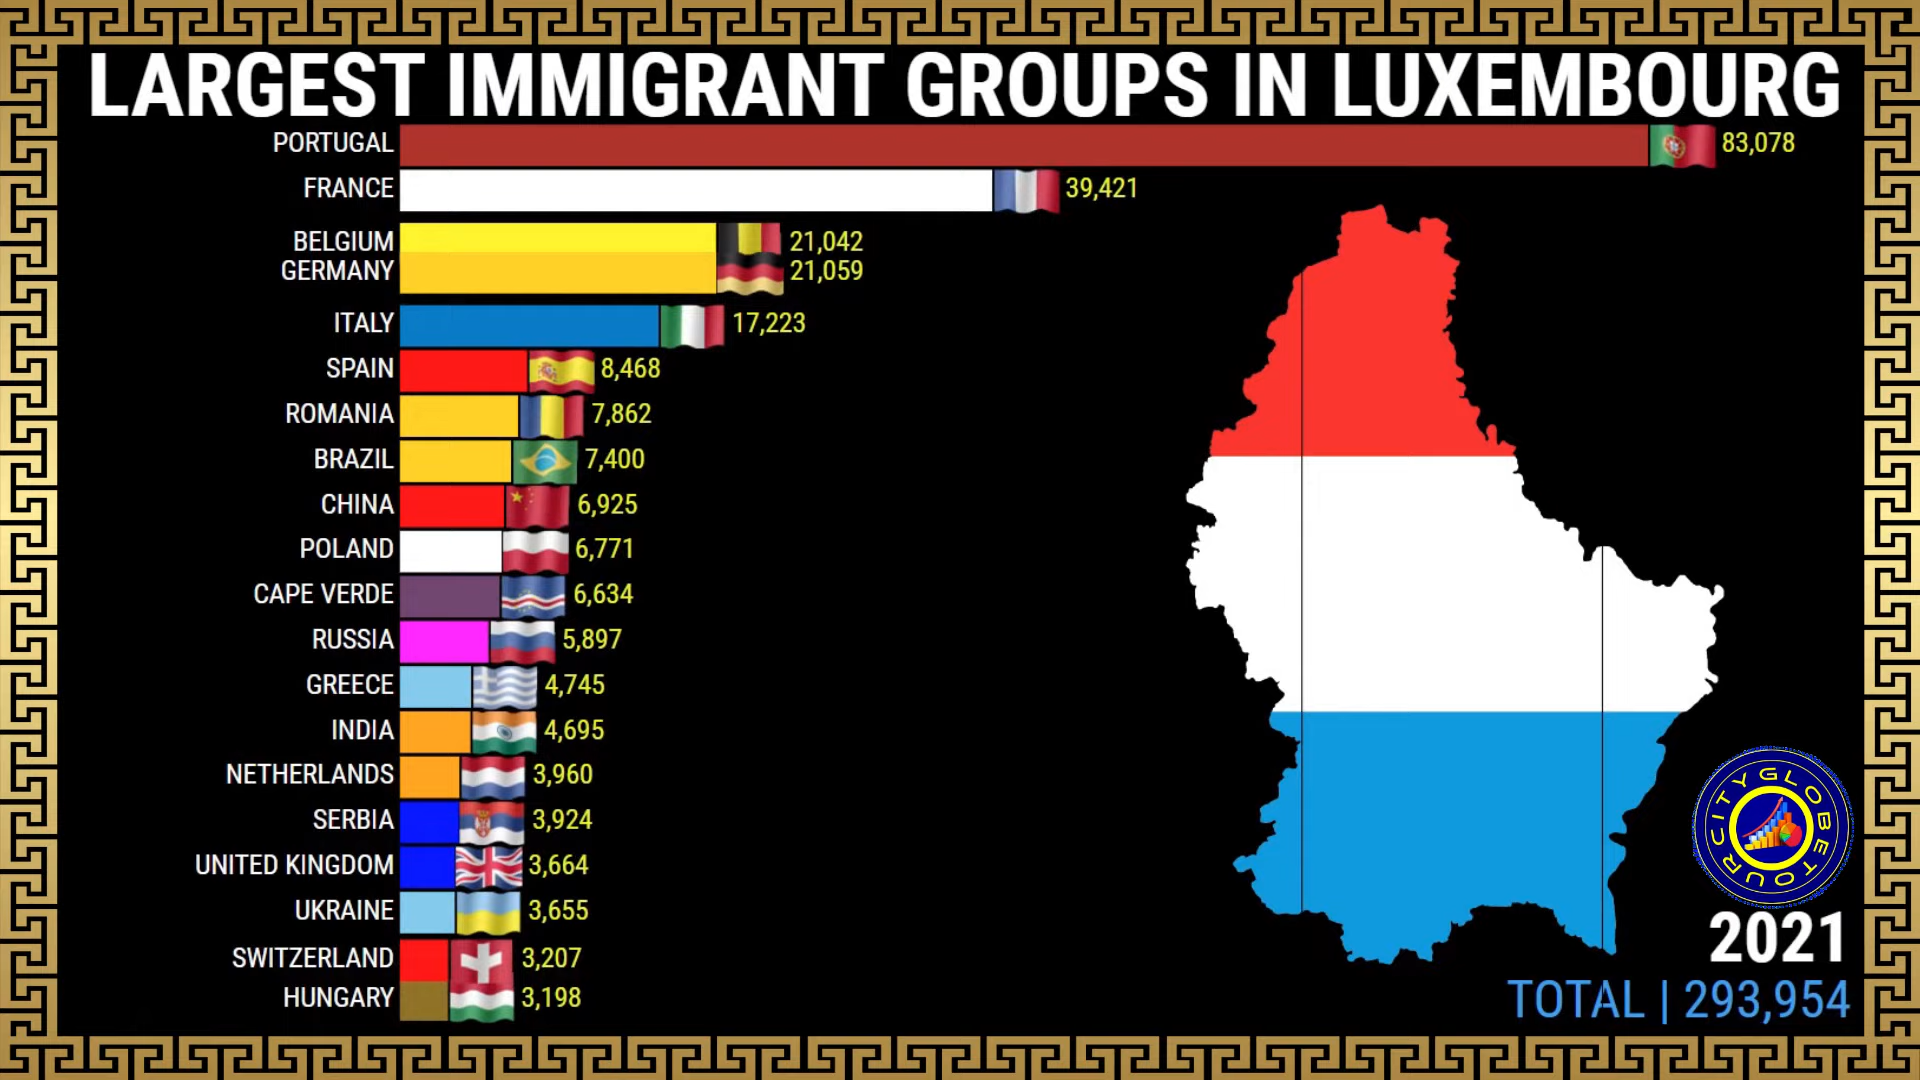 LARGEST IMMIGRANT GROUPS IN LUXEMBOURG
PORTUGAL 83,078
FRANCE 39,421
BELGIUM 21,042
GERMANY 21,059
ITALY 17,223
SPAIN 8,468
ROMANIA 7,862
BRAZIL 7,400
CHINA 6,925
POLAND 6,771
CAPE VERDE 6,634
RUSSIA 5,897
GREECE 4,745
INDIA 4,695
NETHERLANDS 3,960
SERBIA 3,924
UNITED KINGDOM 3,664
UKRAINE 3,655
SWITZERLAND 3,207
HUNGARY 3,198
CITYGLOBETOUR
2021
TOTAL | 293,954